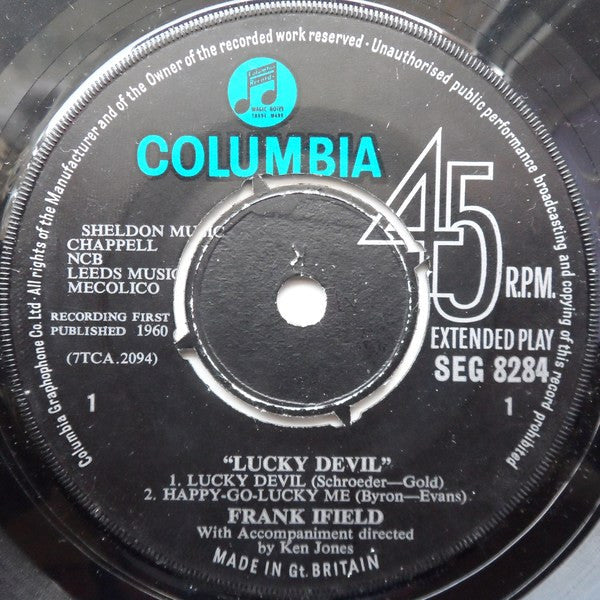 Columbia Graphophone Co. Ltd · All rights of the Manufacturer and of the Owner of the recorded work reserved · Unauthorised public performance broadcasting and copying of this record prohibited
Columbia
Records
MAGIC NOTES
TRADE MARK
COLUMBIA
45
R.P.M.
EXTENDED PLAY
SEG 8284
SHELDON MUSIC
CHAPPELL
NCB
LEEDS MUSIC
MECOLICO
RECORDING FIRST
PUBLISHED 1960
(7TCA.2094)
1
1
"LUCKY DEVIL"
1. LUCKY DEVIL (Schroeder—Gold)
2. HAPPY-GO-LUCKY ME (Byron—Evans)
FRANK IFIELD
With Accompaniment directed
by Ken Jones
MADE IN Gt. BRITAIN